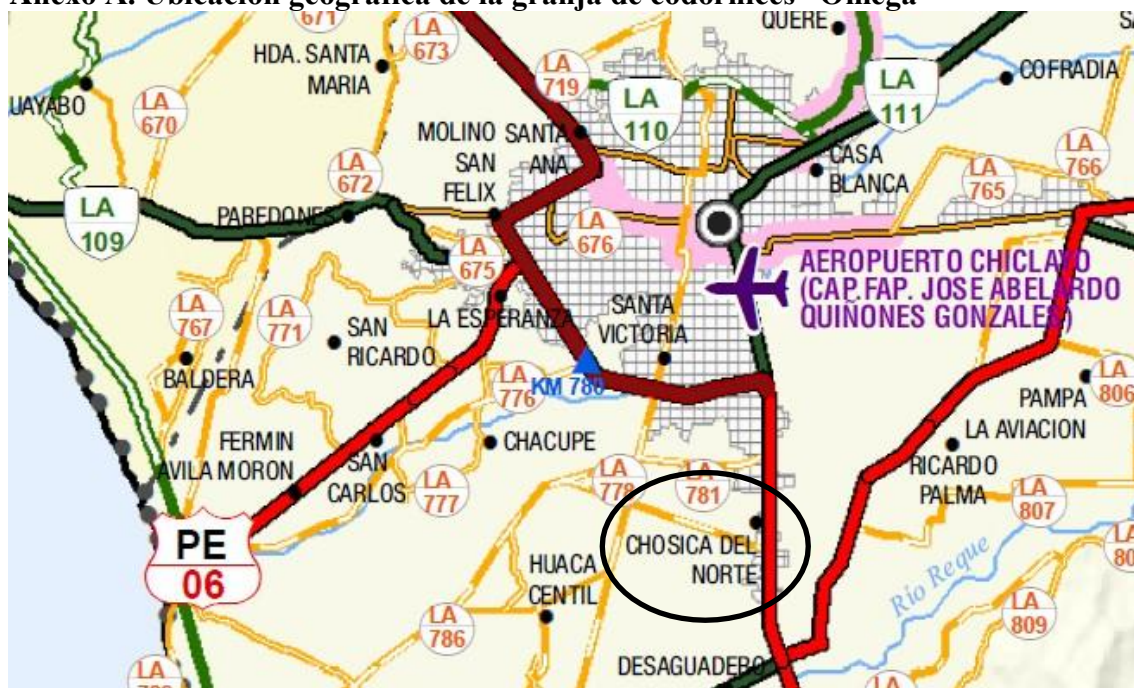 Anexo A. Ubicación geográfica de la granja de codornices "Omega"
671
LA
673
HDA. SANTA
MARIA
LA
719
QUERE
COFRADIA
UAYABO
LA
670
LA
110
LA
111
MOLINO
SAN
FELIX
SANTA
ANA
CASA
BLANCA
LA
766
LA
765
LA
672
LA
109
PAREDONES
LA
676
LA
675
AEROPUERTO CHICLAYO
(CAP.FAP. JOSE ABELARDO
QUIÑONES GONZALES)
LA
767
LA
771
SAN
RICARDO
LA ESPERANZA
SANTA
VICTORIA
BALDERA
LA
776
KM 780
LA
806
PAMPA
LA AVIACION
FERMIN
AVILA MORON
SAN
CARLOS
CHACUPE
LA
777
LA
778
LA
781
RICARDO
PALMA
LA
807
PE
06
CHOSICA DEL
NORTE
HUACA
CENTIL
Río Reque
LA
80
LA
786
LA
809
DESAGUADERO
LA
LA